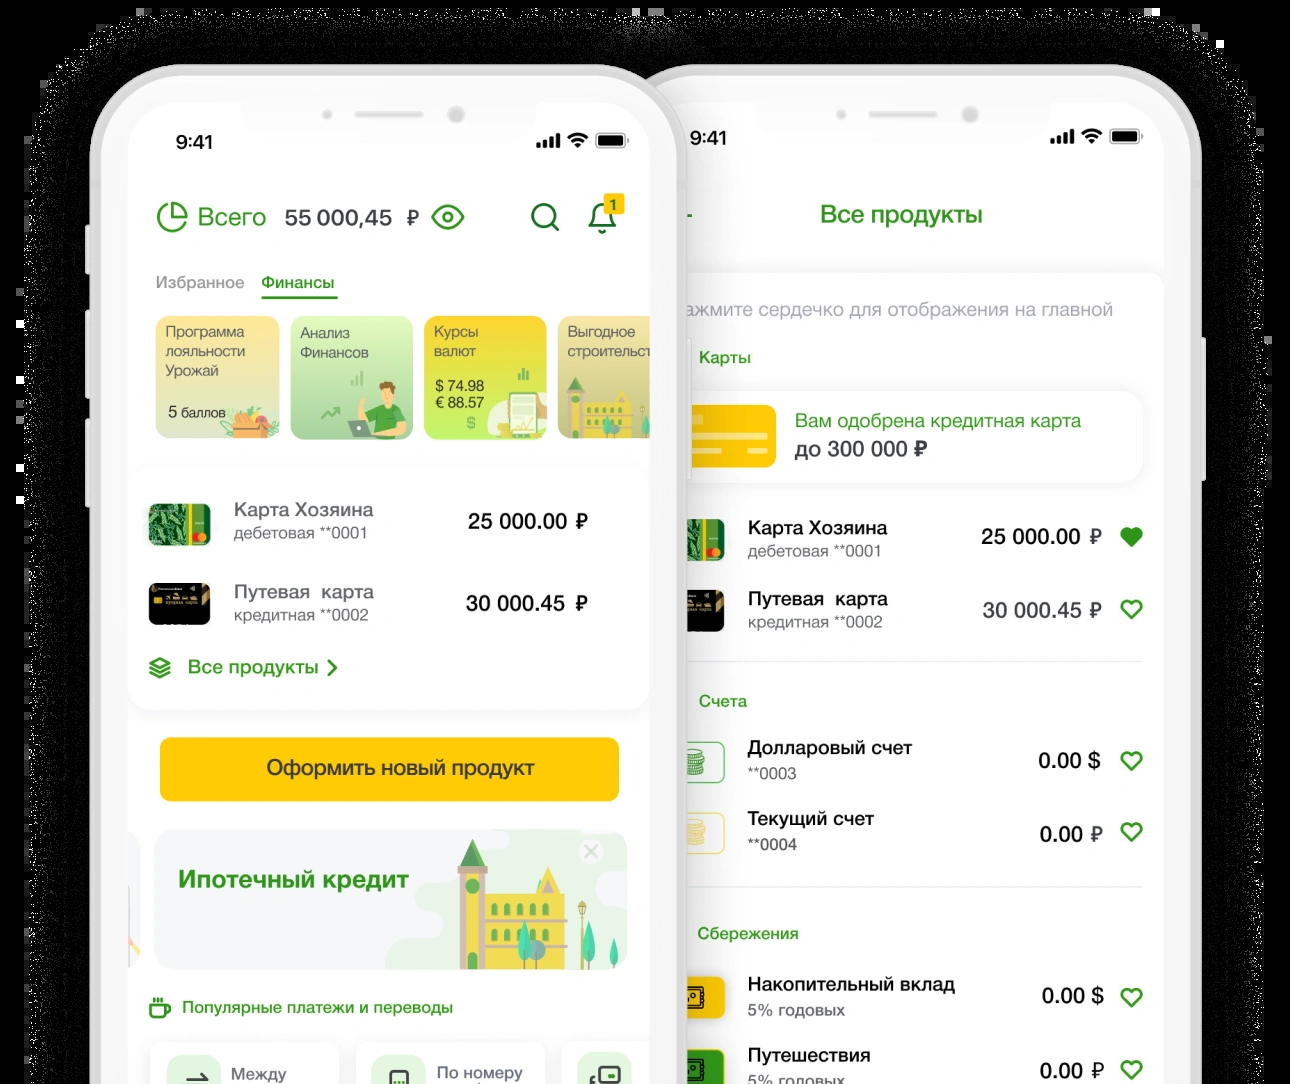 9:41
Всего 55 000,45 ₽
1
Избранное Финансы
Программа
лояльности
Урожай
5 баллов
Анализ
Финансов
Курсы
валют
$ 74.98
€ 88.57
$
Выгодное
строительст
Карта Хозяина
дебетовая **0001
25 000.00 ₽
Путевая карта
кредитная **0002
30 000.45 ₽
Все продукты
Оформить новый продукт
Ипотечный кредит
Популярные платежи и переводы
Между
По номеру
9:41
Все продукты
ажмите сердечко для отображения на главной
Карты
Вам одобрена кредитная карта
до 300 000 ₽
Карта Хозяина
дебетовая **0001
25 000.00 ₽
Путевая карта
кредитная **0002
30 000.45 ₽
Счета
Долларовый счет
**0003
0.00 $
Текущий счет
**0004
0.00 ₽
Сбережения
Накопительный вклад
5% годовых
0.00 $
Путешествия
5% годовых
0.00 ₽